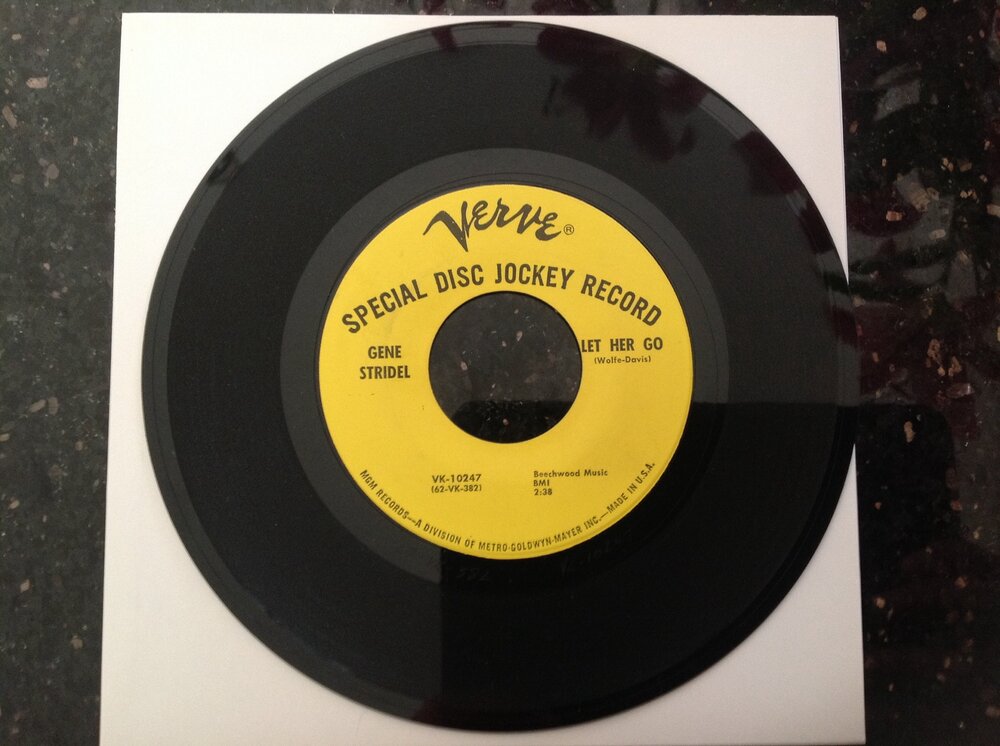 VERVE®
SPECIAL DISC JOCKEY RECORD
GENE
STRIDEL
LET HER GO
(Wolfe-Davis)
VK-10247
(62-VK-382)
Beechwood Music
BMI
2:38
MGM RECORDS—A DIVISION OF METRO-GOLDWYN-MAYER INC.—MADE IN U.S.A.